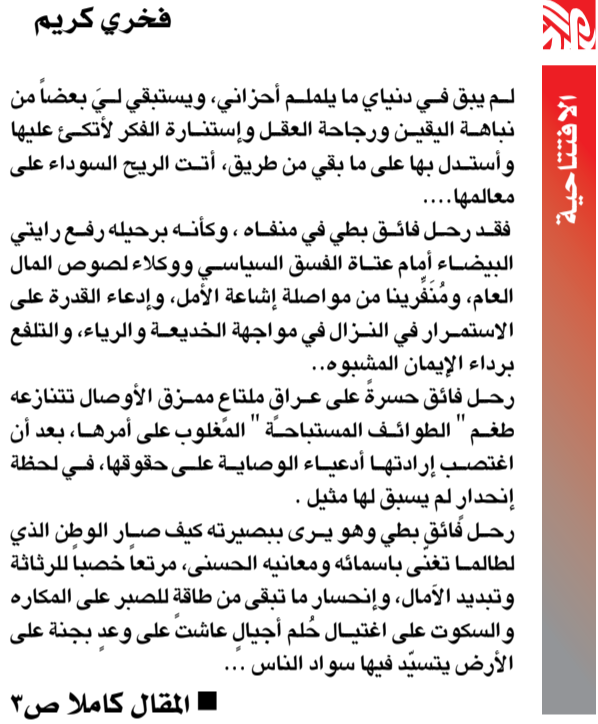 فخري كريم
الافتتاحية
لم يبق في دنياي ما يلملم أحزاني، ويستبقي ليَ بعضاً من
نباهة اليقين ورجاحة العقل وإستنارة الفكر لأتكئ عليها
وأستدل بها على ما بقي من طريق، أتت الريح السوداء على
معالمها....
فقد رحل فائق بطي في منفاه ، وكأنه برحيله رفع رايتي
البيضاء أمام عتاة الفسق السياسي ووكلاء لصوص المال
العام، ومُنَفِّرينا من مواصلة إشاعة الأمل، وإدعاء القدرة على
الاستمرار في النزال في مواجهة الخديعة والرياء، والتلفع
برداء الإيمان المشبوه..
رحل فائق حسرةً على عراقٍ ملتاعٍ ممزق الأوصال تتنازعه
طغم " الطوائف المستباحة " المغلوب على أمرها، بعد أن
اغتصب إرادتها أدعياء الوصاية على حقوقها، في لحظة
إنحدار لم يسبق لها مثيل .
رحل فائق بطي وهو يرى ببصيرته كيف صار الوطن الذي
لطالما تغنّى باسمائه ومعانيه الحسنى، مرتعاً خصباً للرثاثة
وتبديد الآمال، وإنحسار ما تبقى من طاقة للصبر على المكاره
والسكوت على اغتيال حُلم أجيالٍ عاشت على وعدٍ بجنة على
الأرض يتسيّد فيها سواد الناس ...
■ المقال كاملا ص٣